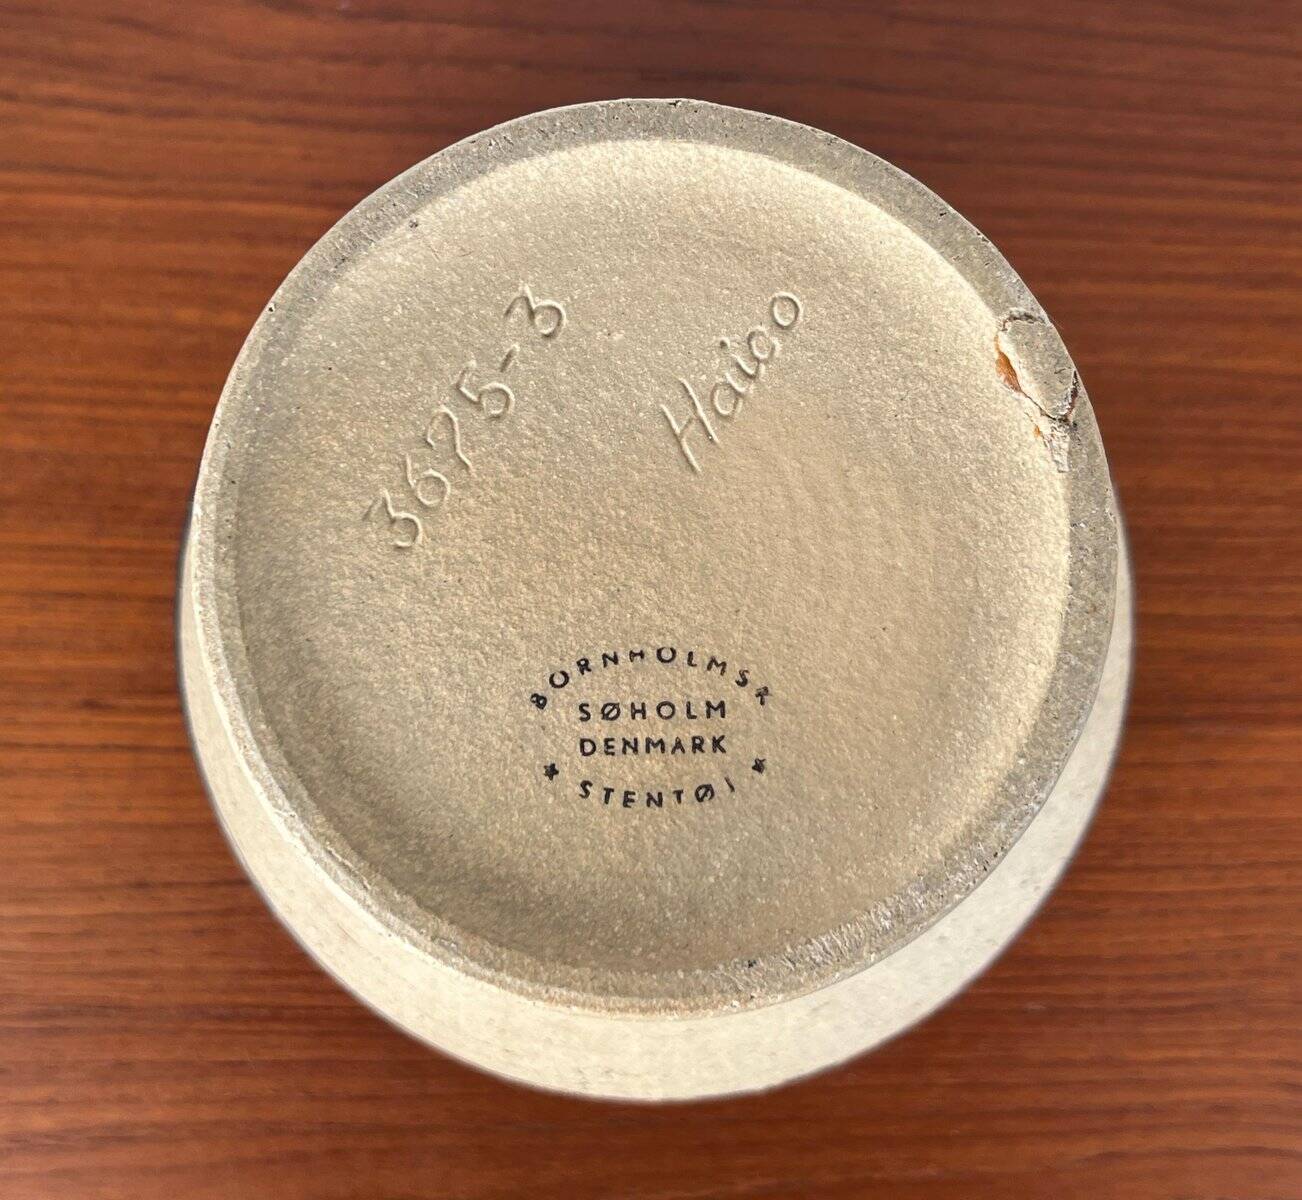 3675-3
Haico
BORNHOLMSK
SØHOLM
DENMARK
* STENTØJ *